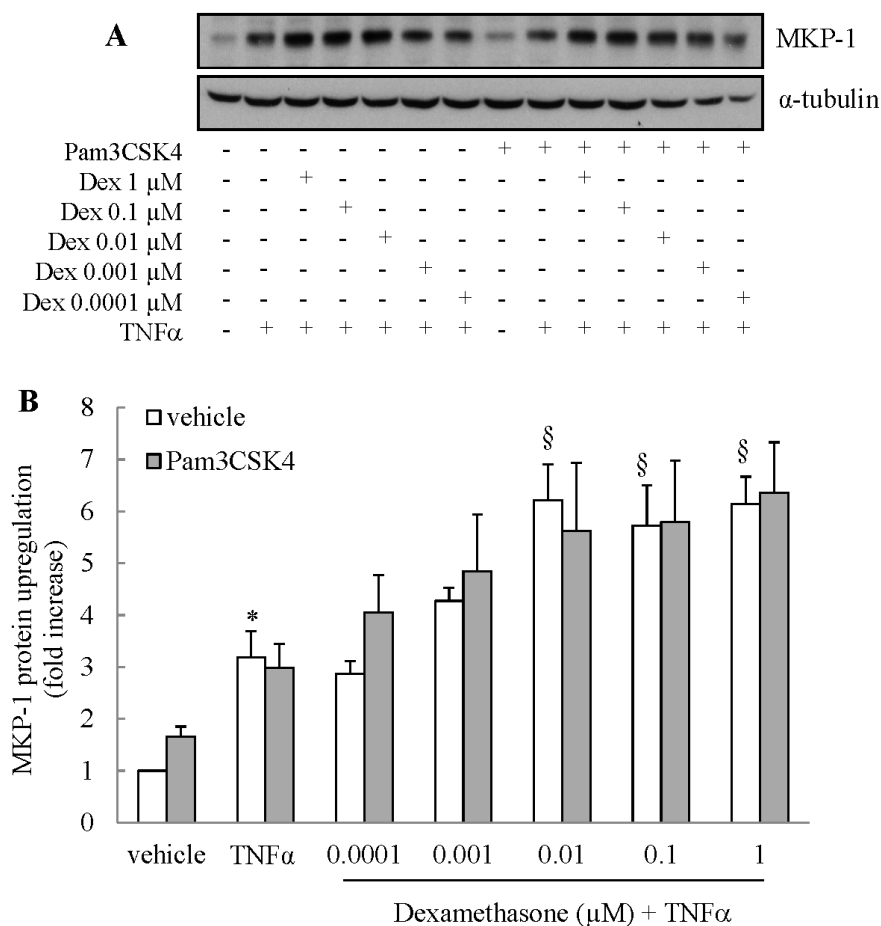 A
MKP-1
α-tubulin
Pam3CSK4 - - - - - - - + + + + + + +
Dex 1 µM - - + - - - - - - + - - - -
Dex 0.1 µM - - - + - - - - - - + - - -
Dex 0.01 µM - - - - + - - - - - - + - -
Dex 0.001 µM - - - - - + - - - - - - + -
Dex 0.0001 µM - - - - - - + - - - - - - +
TNFα - + + + + + + - + + + + + +
B
MKP-1 protein upregulation
(fold increase)
8
7
6
5
4
3
2
1
0
vehicle
Pam3CSK4
*
§
§
§
vehicle TNFα 0.0001 0.001 0.01 0.1 1
Dexamethasone (µM) + TNFα